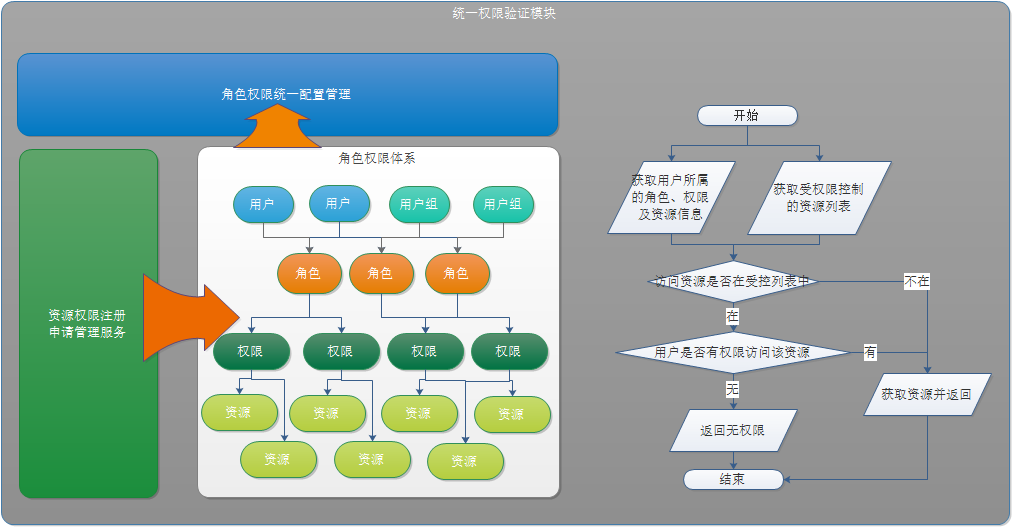 统一权限验证模块
角色权限统一配置管理
资源权限注册
申请管理服务
角色权限体系
用户
用户
用户组
用户组
角色
角色
角色
权限
权限
权限
权限
资源
资源
资源
资源
资源
资源
资源
开始
获取用户所属
的角色、权限
及资源信息
获取受权限控制
的资源列表
访问资源是否在受控列表中
不在
在
用户是否有权限访问该资源
有
无
获取资源并返回
返回无权限
结束